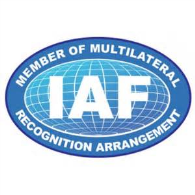 MEMBER OF MULTILATERAL
IAF
RECOGNITION ARRANGEMENT